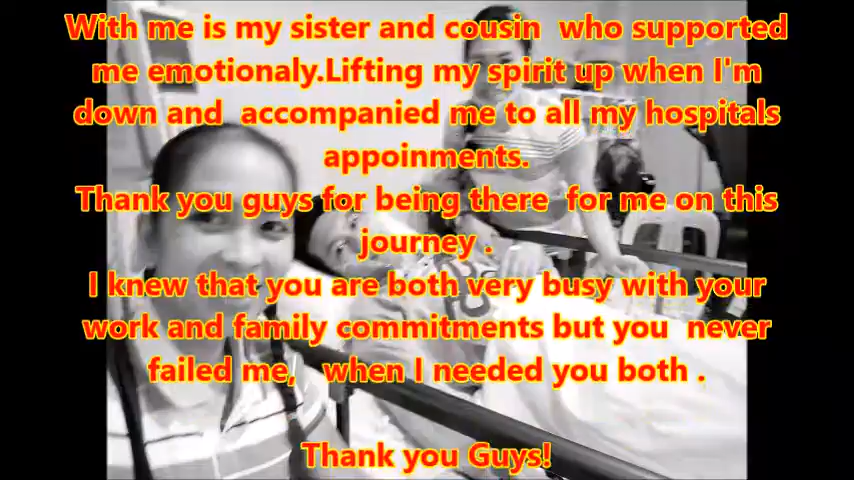 With me is my sister and cousin who supported
me emotionaly.Lifting my spirit up when I'm
down and accompanied me to all my hospitals
appoinments.
Thank you guys for being there for me on this
journey .
I knew that you are both very busy with your
work and family commitments but you never
failed me, when I needed you both .
Thank you Guys!